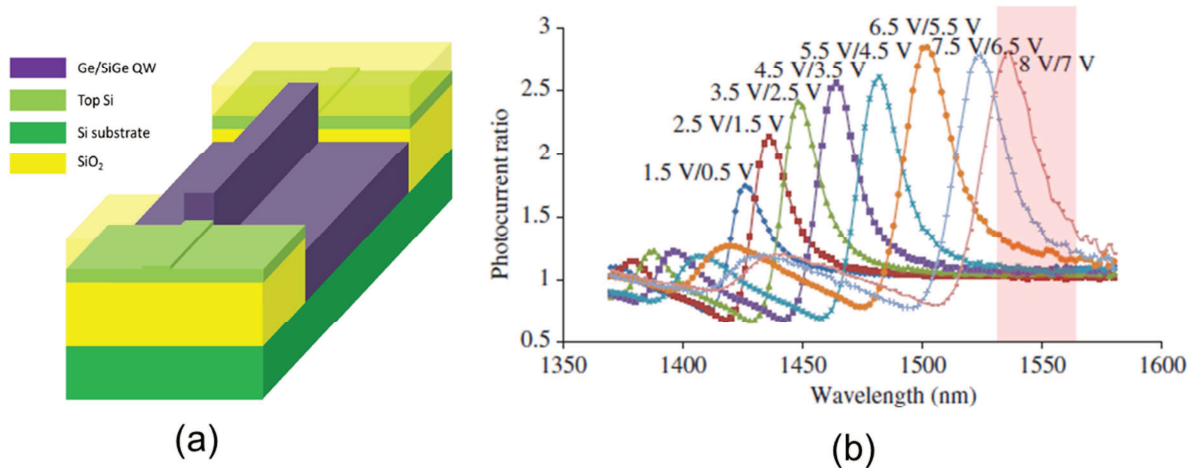 Ge/SiGe QW
Top Si
Si substrate
SiO₂
(a)
Photocurrent ratio
3
2.5
2
1.5
1
0.5
1.5 V/0.5 V
2.5 V/1.5 V
3.5 V/2.5 V
4.5 V/3.5 V
5.5 V/4.5 V
6.5 V/5.5 V
7.5 V/6.5 V
8 V/7 V
1350 1400 1450 1500 1550 1600
Wavelength (nm)
(b)